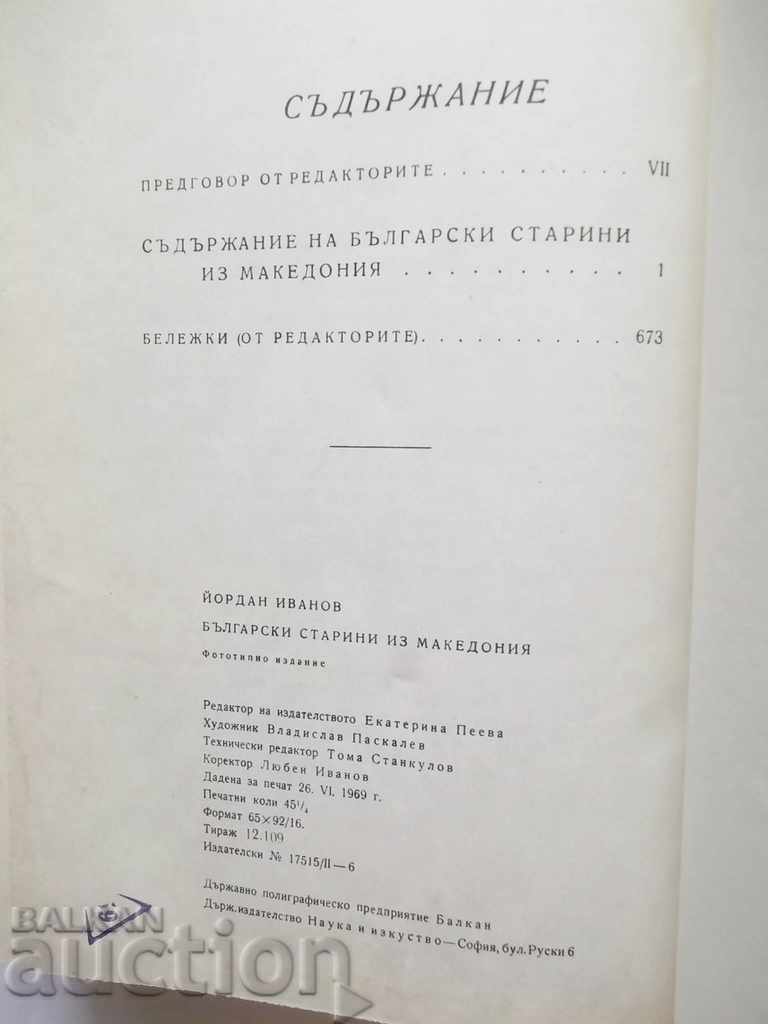 СЪДЪРЖАНИЕ
ПРЕДГОВОР ОТ РЕДАКТОРИТЕ . . . . . . . . . . VII
СЪДЪРЖАНИЕ НА БЪЛГАРСКИ СТАРИНИ
ИЗ МАКЕДОНИЯ . . . . . . . . . . 1
БЕЛЕЖКИ (ОТ РЕДАКТОРИТЕ). . . . . . . . . . . 673
ЙОРДАН ИВАНОВ
БЪЛГАРСКИ СТАРИНИ ИЗ МАКЕДОНИЯ
Фототипно издание
Редактор на издателството Екатерина Пеева
Художник Владислав Паскалев
Технически редактор Тома Станкулов
Коректор Любен Иванов
Дадена за печат 26. VI. 1969 г.
Печатни коли 45¹/₄
Формат 65×92/16.
Тираж 12.109
Издателски № 17515/II—6
Държавно полиграфическо предприятие Балкан
Държ.издателство Наука и изкуство—София, бул. Руски 6
6.
BALKAN
auction